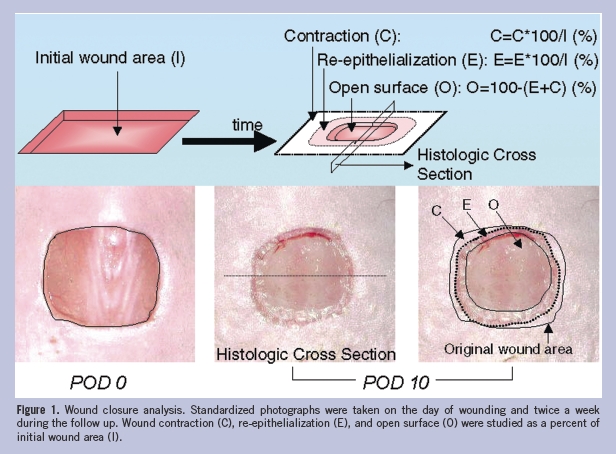 Initial wound area (I)
Contraction (C): C=C*100/I (%)
Re-epithelialization (E): E=E*100/I (%)
Open surface (O): O=100-(E+C) (%)
time
Histologic Cross
Section
C E O
Histologic Cross Section
Original wound area
POD 0
POD 10
Figure 1. Wound closure analysis. Standardized photographs were taken on the day of wounding and twice a week
during the follow up. Wound contraction (C), re-epithelialization (E), and open surface (O) were studied as a percent of
initial wound area (I).